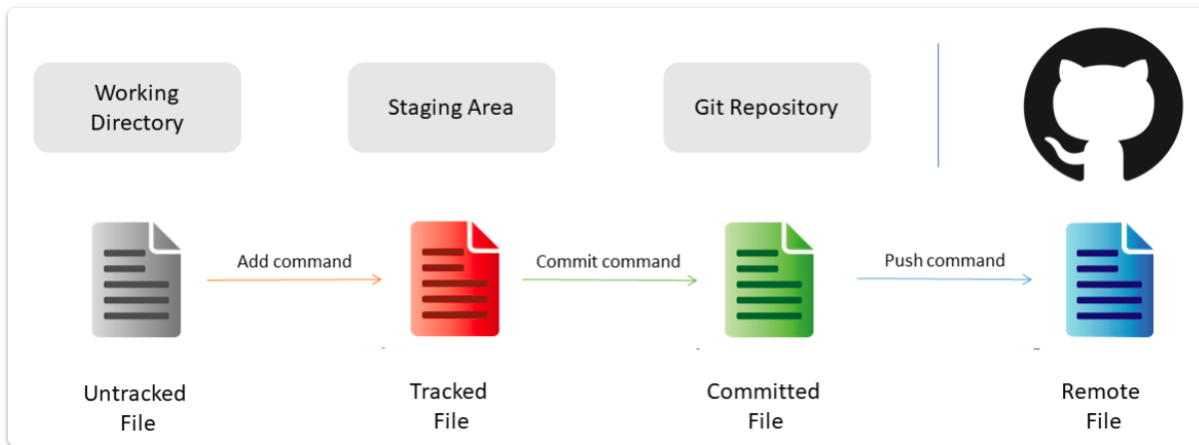 Working
Directory
Staging Area
Git Repository
Add command
Commit command
Push command
Untracked
File
Tracked
File
Committed
File
Remote
File